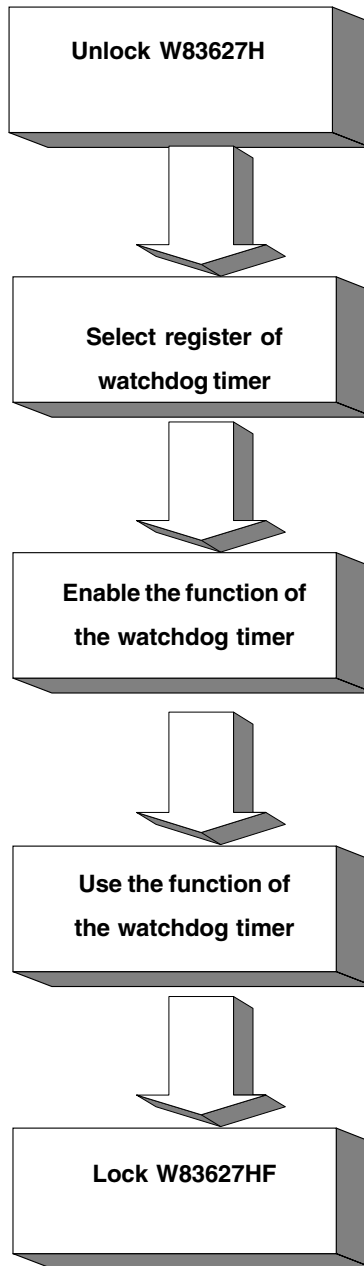 Unlock W83627H
Select register of
watchdog timer
Enable the function of
the watchdog timer
Use the function of
the watchdog timer
Lock W83627HF